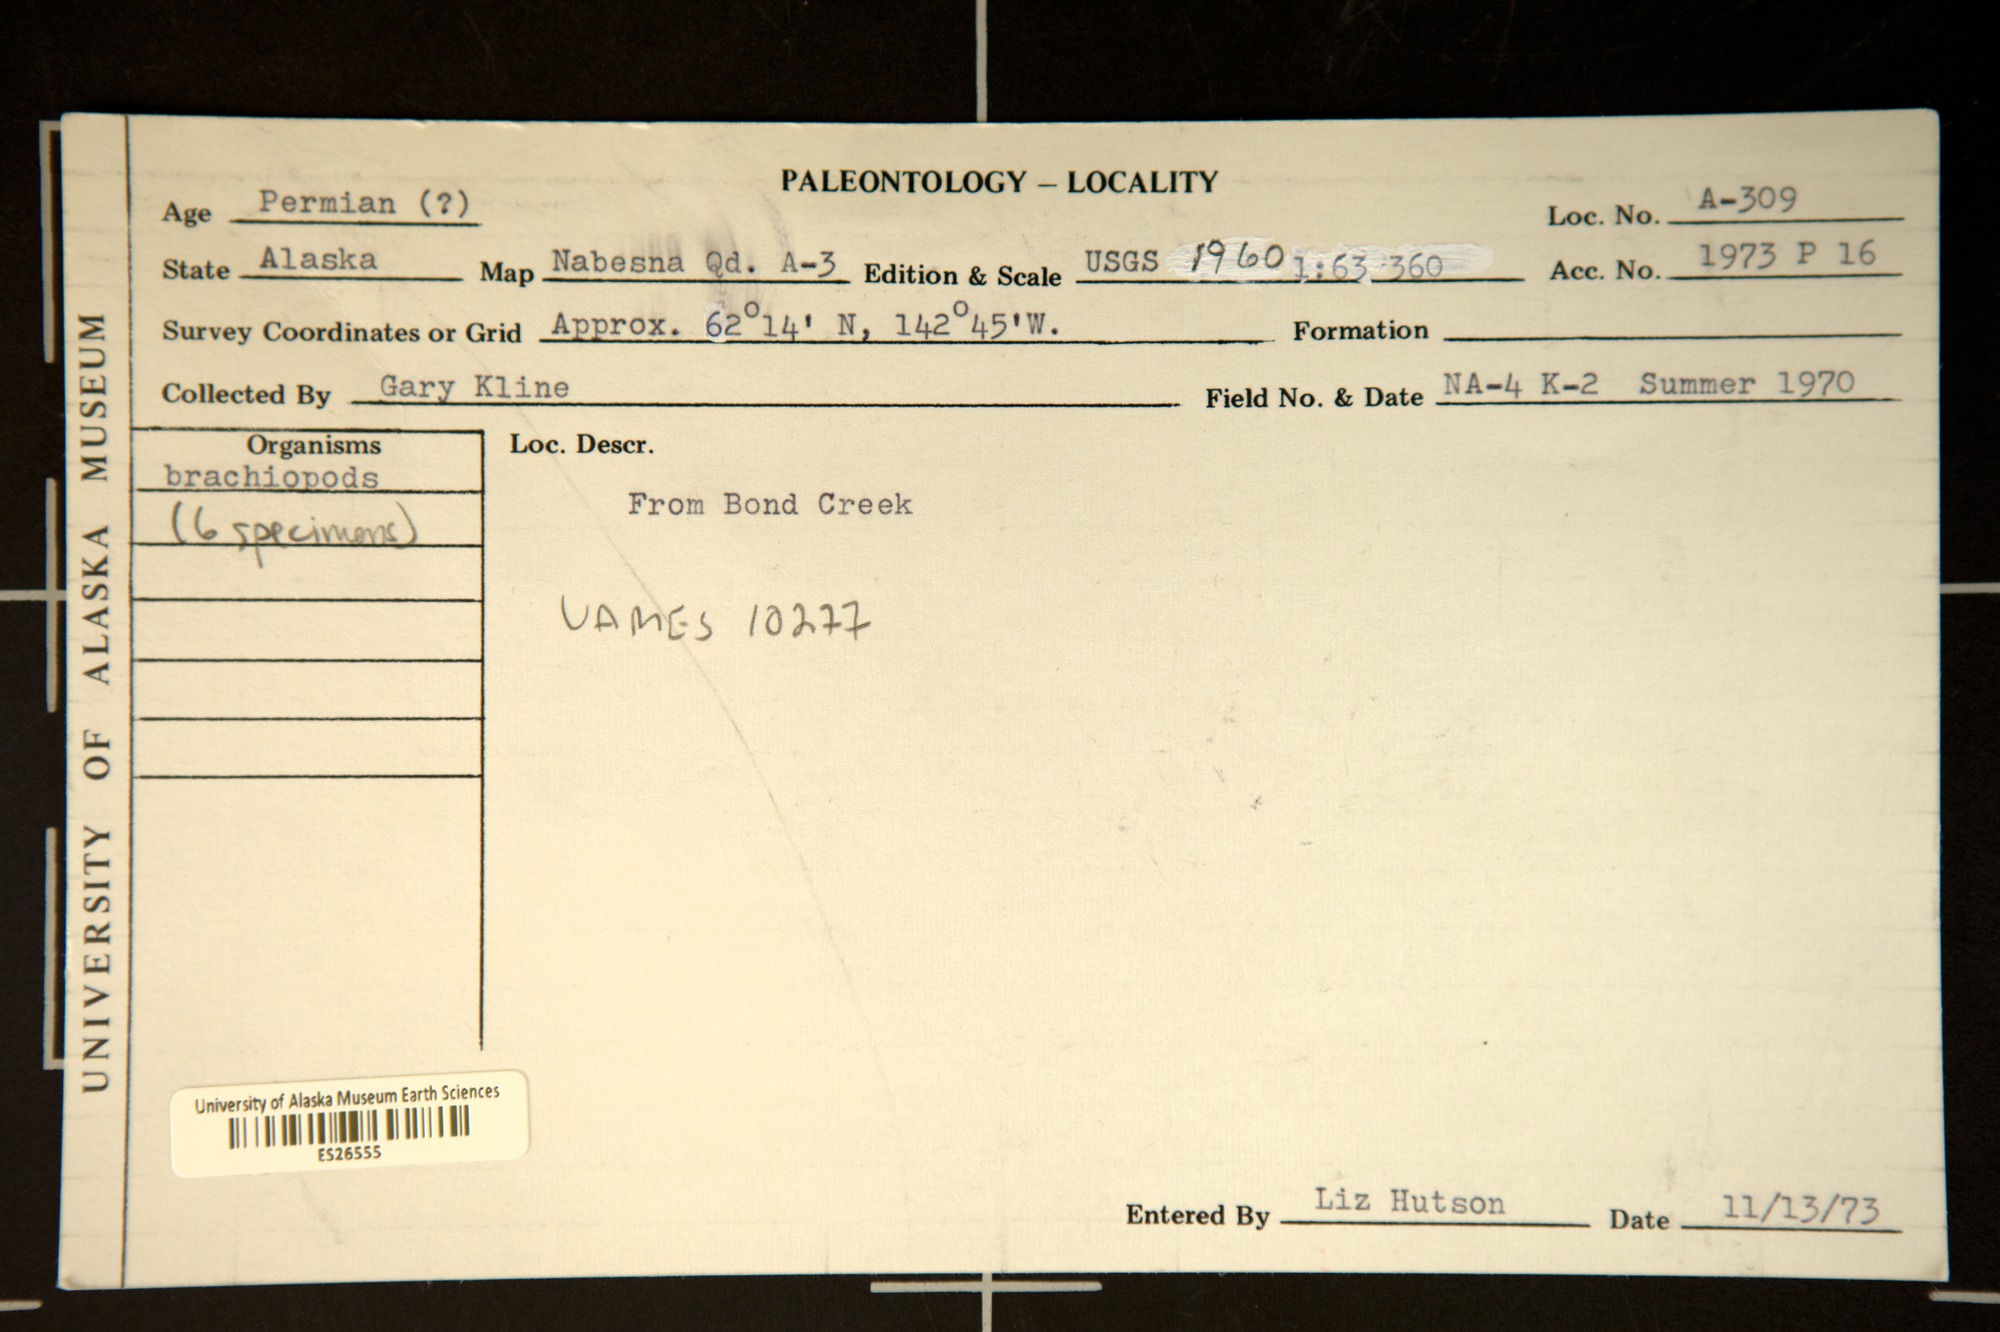 PALEONTOLOGY – LOCALITY
Age Permian (?)
Loc. No. A-309
State Alaska Map Nabesna Qd. A-3 Edition & Scale USGS 1960 1:63 360 Acc. No. 1973 P 16
Survey Coordinates or Grid Approx. 62°14' N, 142°45'W. Formation
Collected By Gary Kline Field No. & Date NA-4 K-2 Summer 1970
Organisms
brachiopods
(6 specimens)
Loc. Descr.
From Bond Creek
UAMES 10277
UNIVERSITY OF ALASKA MUSEUM
University of Alaska Museum Earth Sciences
ES26555
Entered By Liz Hutson Date 11/13/73